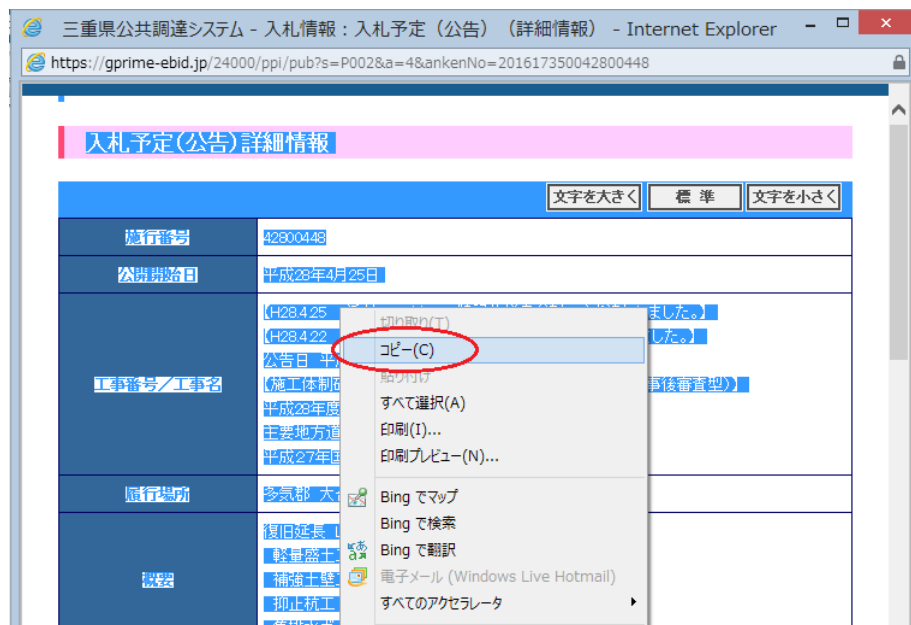 三重県公共調達システム - 入札情報：入札予定（公告）（詳細情報） - Internet Explorer
https://gprime-ebid.jp/24000/ppi/pub?s=P002&a=4&ankenNo=201617350042800448
入札予定(公告)詳細情報
文字を大きく 標準 文字を小さく
施行番号 42800448
公開開始日 平成28年4月25日
工事番号/工事名
【H28.4.25 ました。】
【H28.4.22 した。】
公告日 平
【施工体制 事後審査型)】
平成28年度
主要地方道
平成27年
履行場所 多気郡 大
概要
復旧延長 L
軽量盛土
補強土壁
抑止杭工
切り取り(T)
コピー(C)
貼り付け
すべて選択(A)
印刷(I)...
印刷プレビュー(N)...
Bing でマップ
Bing で検索
Bing で翻訳
電子メール (Windows Live Hotmail)
すべてのアクセラレータ